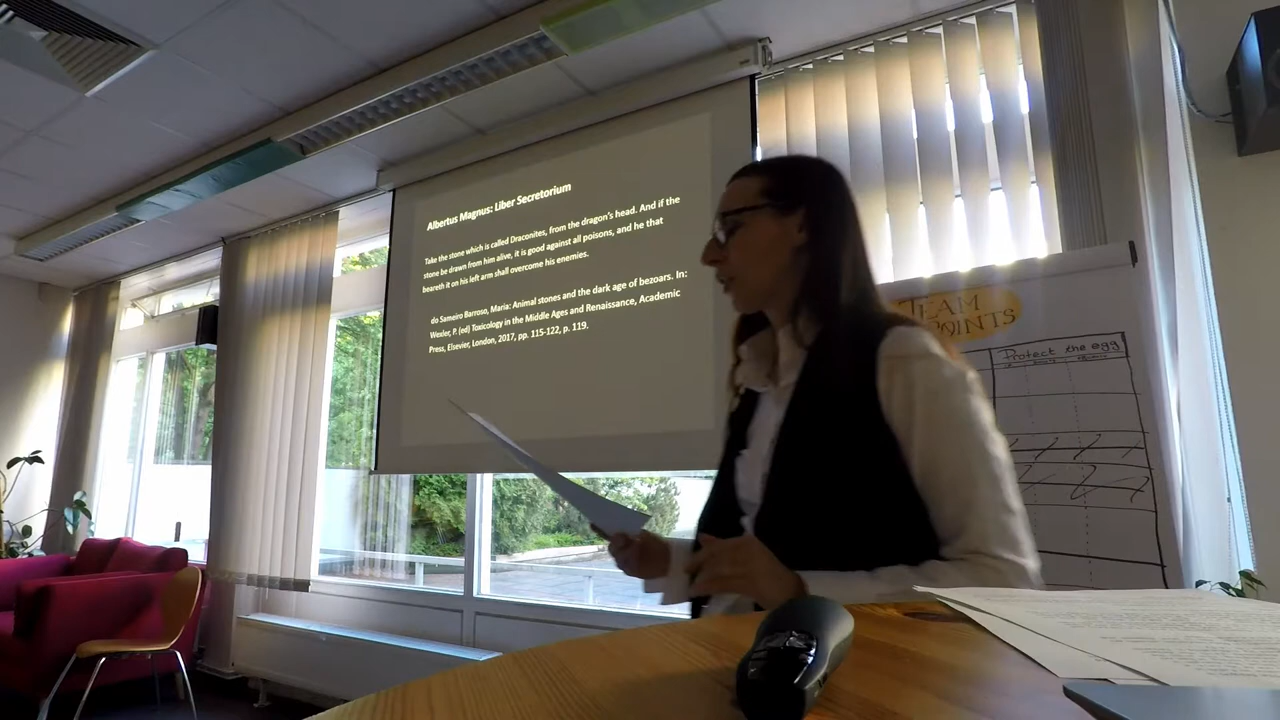 Albertus Magnus: Liber Secretorium
Take the stone which is called Draconites, from the dragon's head. And if the
stone be drawn from him alive, it is good against all poisons, and he that
beareth it on his left arm shall overcome his enemies.
do Sameiro Barroso, Maria: Animal stones and the dark age of bezoars. In:
Wexler, P. (ed) Toxicology in the Middle Ages and Renaissance, Academic
Press, Elsevier, London, 2017, pp. 115-122, p. 119.
TEAM
POINTS
Protect the egg